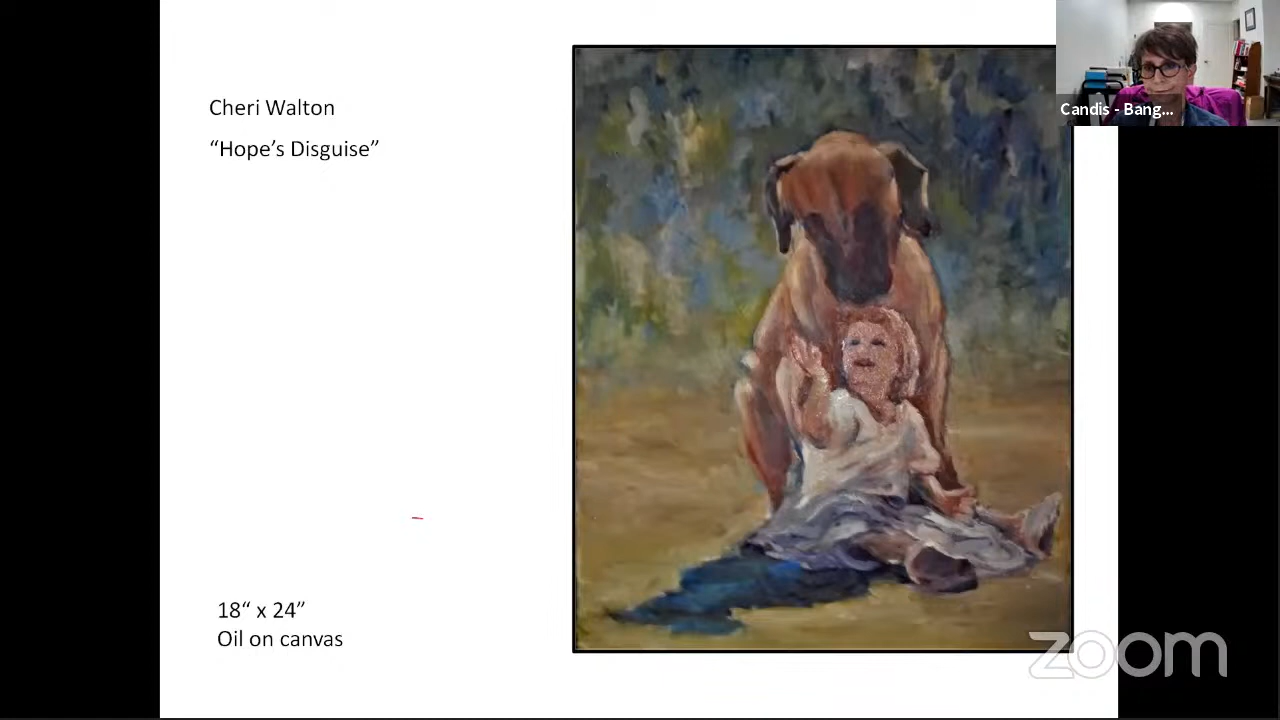 Cheri Walton
“Hope’s Disguise”
18“ x 24”
Oil on canvas
Candis - Bang...
zoom